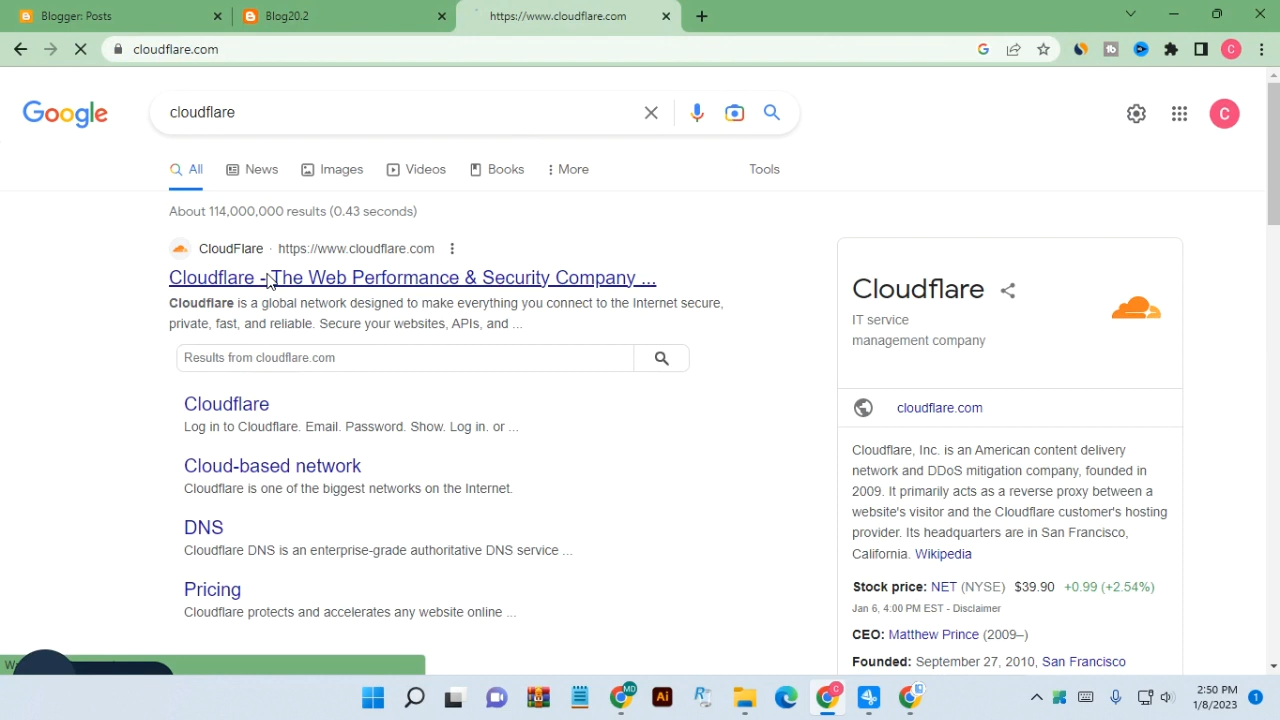 Blogger: Posts
Blog20.2
https://www.cloudflare.com
cloudflare.com
Google
cloudflare
All
News
Images
Videos
Books
More
Tools
C
About 114,000,000 results (0.43 seconds)
CloudFlare · https://www.cloudflare.com
Cloudflare - The Web Performance & Security Company ...
Cloudflare is a global network designed to make everything you connect to the Internet secure,
private, fast, and reliable. Secure your websites, APIs, and ...
Results from cloudflare.com
Cloudflare
Log in to Cloudflare. Email. Password. Show. Log in. or ...
Cloud-based network
Cloudflare is one of the biggest networks on the Internet.
DNS
Cloudflare DNS is an enterprise-grade authoritative DNS service ...
Pricing
Cloudflare protects and accelerates any website online ...
Cloudflare
IT service
management company
cloudflare.com
Cloudflare, Inc. is an American content delivery
network and DDoS mitigation company, founded in
2009. It primarily acts as a reverse proxy between a
website's visitor and the Cloudflare customer's hosting
provider. Its headquarters are in San Francisco,
California. Wikipedia
Stock price: NET (NYSE) $39.90 +0.99 (+2.54%)
Jan 6, 4:00 PM EST - Disclaimer
CEO: Matthew Prince (2009–)
Founded: September 27, 2010, San Francisco
MD
Ai
C
2:50 PM
1/8/2023
1